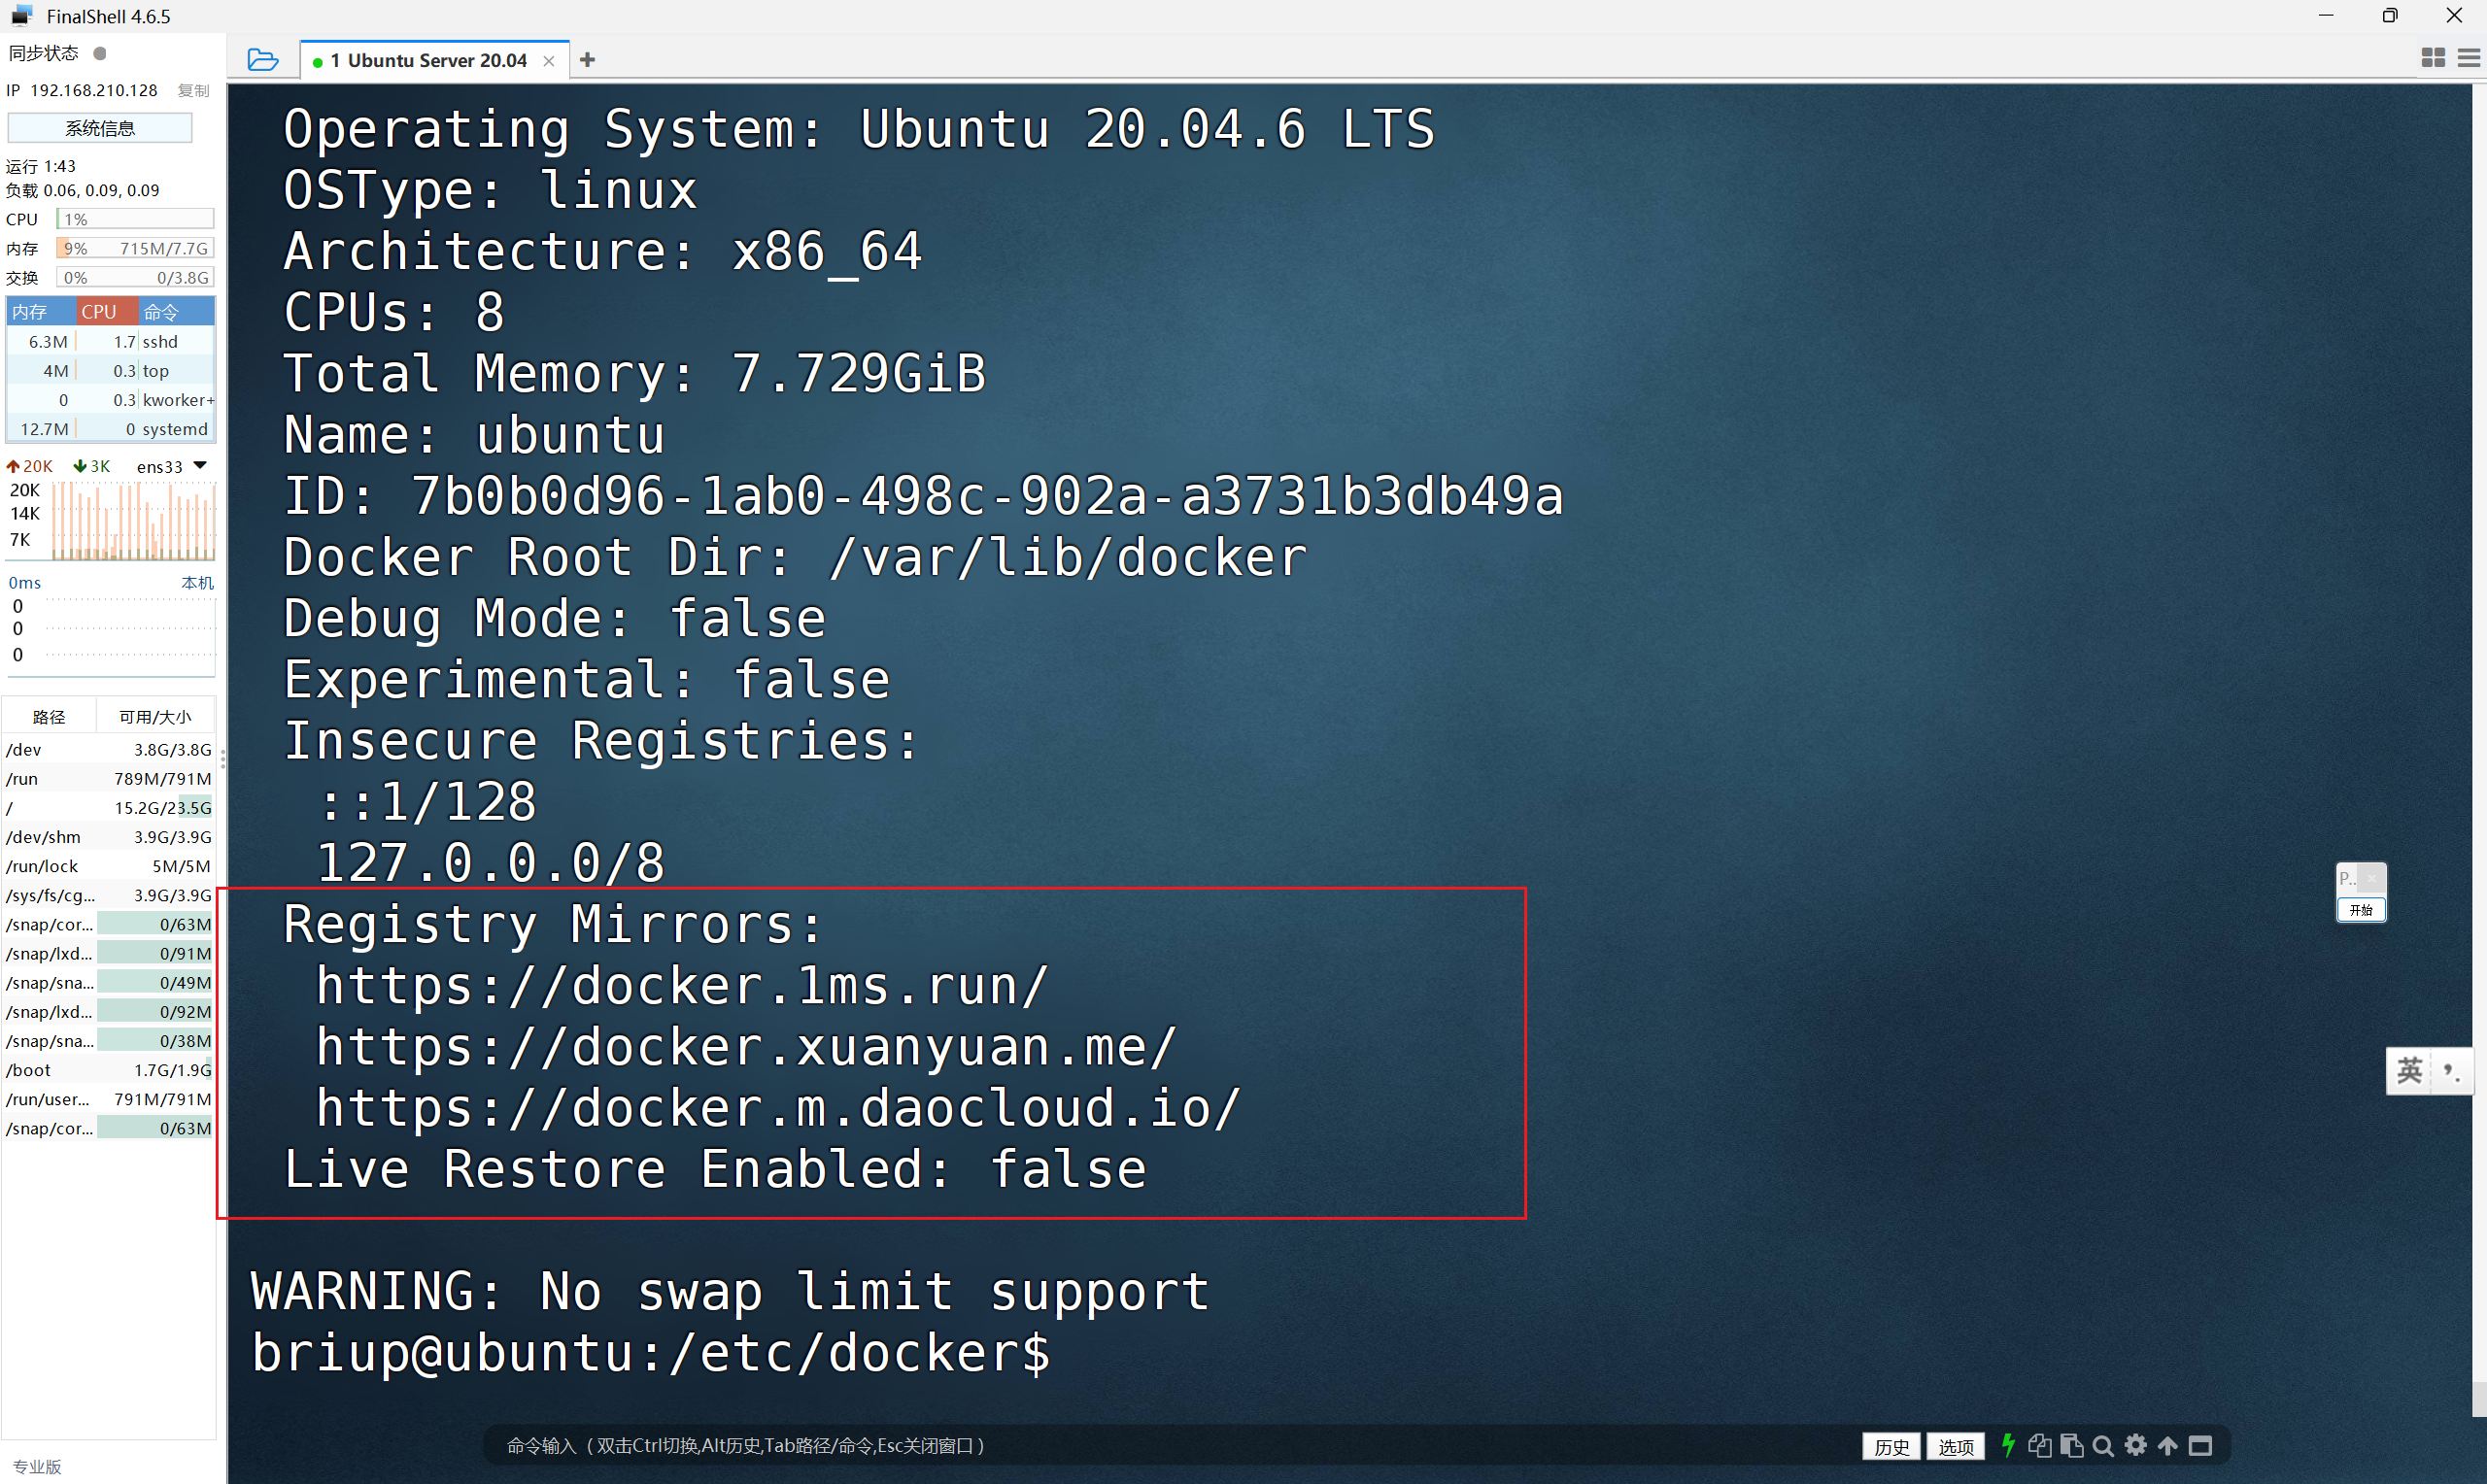 FinalShell 4.6.5
同步状态
IP 192.168.210.128 复制
系统信息
运行 1:43
负载 0.06, 0.09, 0.09
CPU 1%
内存 9% 715M/7.7G
交换 0% 0/3.8G
内存 CPU 命令
6.3M 1.7 sshd
4M 0.3 top
0 0.3 kworker+
12.7M 0 systemd
20K 3K ens33
20K
14K
7K
0ms 本机
0
0
0
路径 可用/大小
/dev 3.8G/3.8G
/run 789M/791M
/ 15.2G/23.5G
/dev/shm 3.9G/3.9G
/run/lock 5M/5M
/sys/fs/cg... 3.9G/3.9G
/snap/cor... 0/63M
/snap/lxd... 0/91M
/snap/sna... 0/49M
/snap/lxd... 0/92M
/snap/sna... 0/38M
/boot 1.7G/1.9G
/run/user... 791M/791M
/snap/cor... 0/63M
专业版
1 Ubuntu Server 20.04
Operating System: Ubuntu 20.04.6 LTS
OSType: linux
Architecture: x86_64
CPUs: 8
Total Memory: 7.729GiB
Name: ubuntu
ID: 7b0b0d96-1ab0-498c-902a-a3731b3db49a
Docker Root Dir: /var/lib/docker
Debug Mode: false
Experimental: false
Insecure Registries:
::1/128
127.0.0.0/8
Registry Mirrors:
https://docker.1ms.run/
https://docker.xuanyuan.me/
https://docker.m.daocloud.io/
Live Restore Enabled: false
WARNING: No swap limit support
briup@ubuntu:/etc/docker$
P...
开始
英
命令输入 ( 双击Ctrl切换,Alt历史,Tab路径/命令,Esc关闭窗口 )
历史 选项